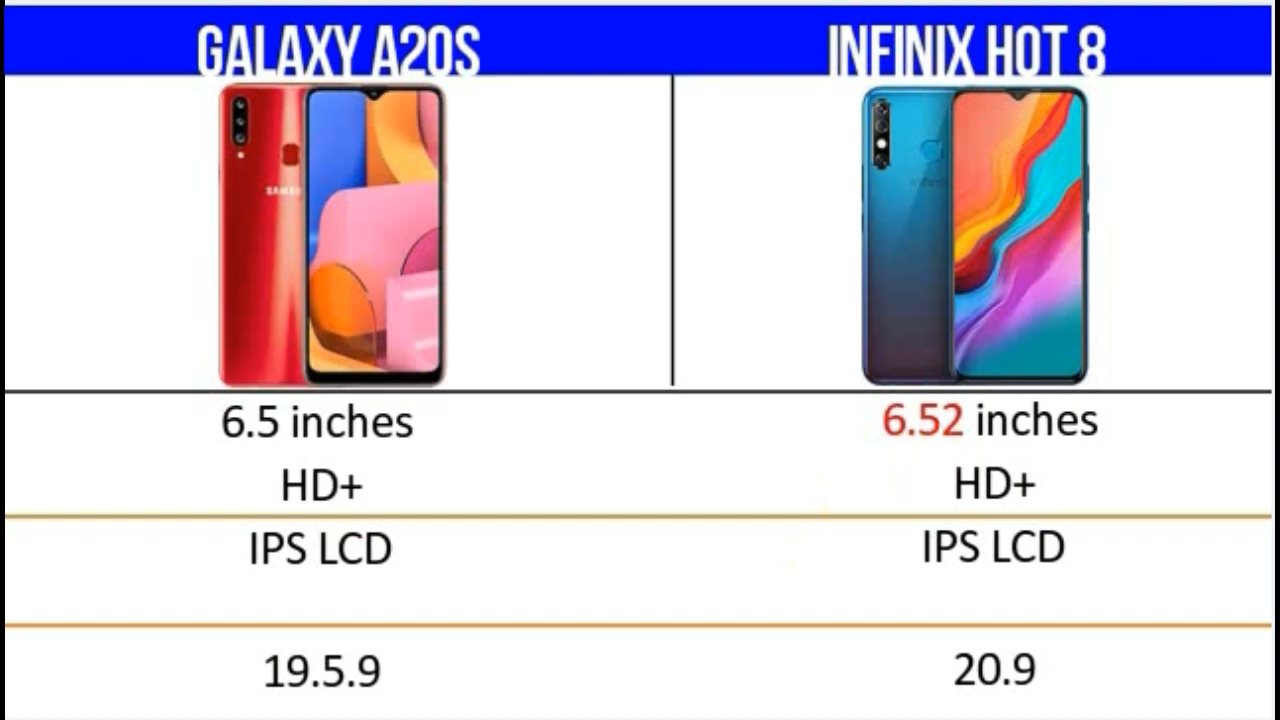 GALAXY A20S INFINIX HOT 8
SAMSU
6.5 inches 6.52 inches
HD+ HD+
IPS LCD IPS LCD
19.5.9 20.9